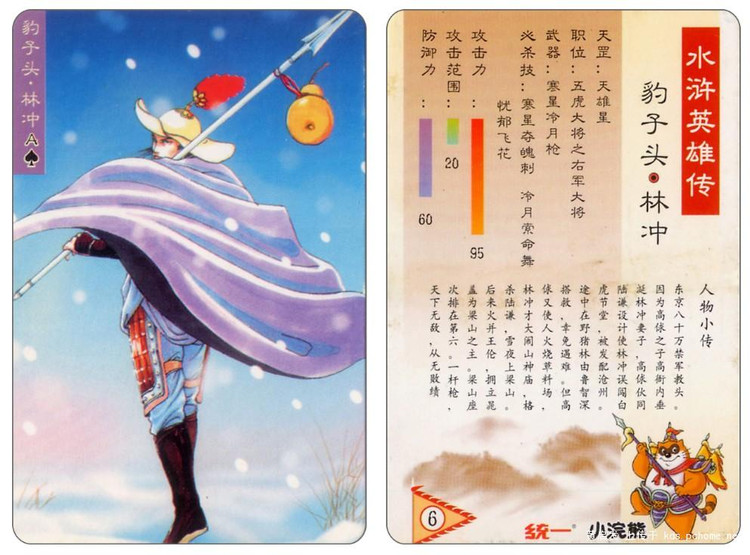 豹子头·林冲
A♠
水浒英雄传
豹子头·林冲
天罡：天雄星
职位：五虎大将之右军大将
武器：寒星冷月枪
必杀技：寒星夺魄刺 冷月索命舞
忧郁飞花
攻击力：
95
攻击范围：
20
防御力：
60
人物小传
东京八十万禁军教头。
因为高俅之子高衙内垂
涎林冲妻子，高俅伙同
陆谦设计使林冲误闯白
虎节堂，被发配沧州。
途中在野猪林由鲁智深
搭救，幸免遇难。但高
俅又使人火烧草料场，
林冲才大闹山神庙，格
杀陆谦，雪夜上梁山。
后来火并王伦，拥立晁
盖为梁山之主。梁山座
次排在第六。一杆枪，
天下无敌，从无败绩
6
统一® 小浣熊
kds.pchome.ne